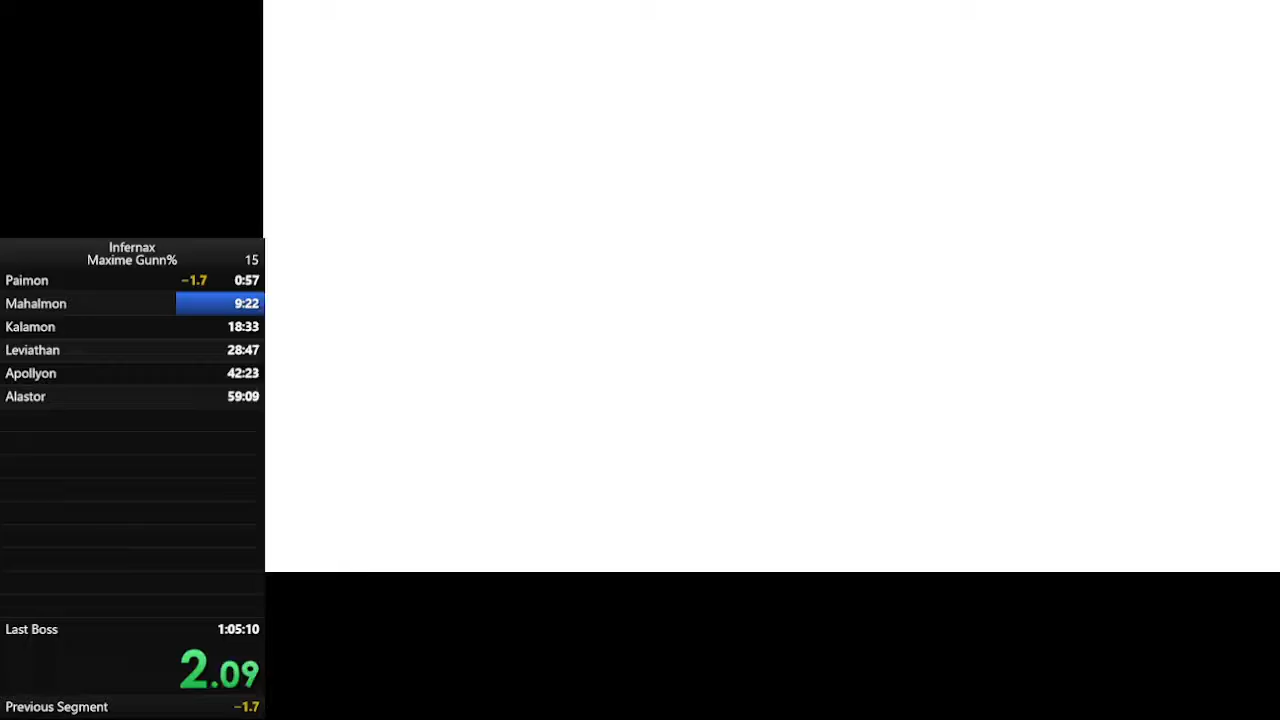 Infernax
Maxime Gunn% 15
Paimon −1.7 0:57
Mahalmon 9:22
Kalamon 18:33
Leviathan 28:47
Apollyon 42:23
Alastor 59:09
Last Boss 1:05:10
2.09
Previous Segment −1.7